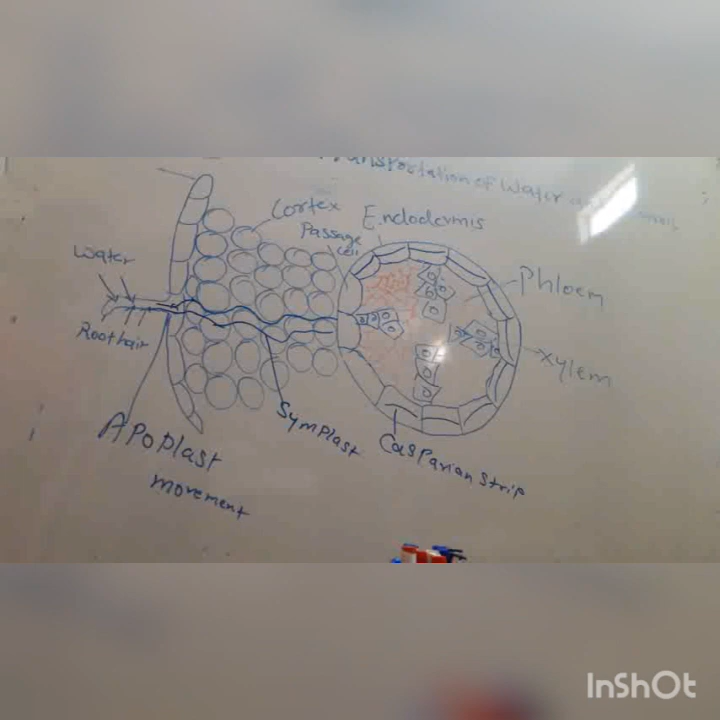 Transportation of Water
Cortex
Endodermis
Passage
cell
Water
Phloem
Root hair
Xylem
Symplast
Apoplast
movement
Casparian strip
InShOt